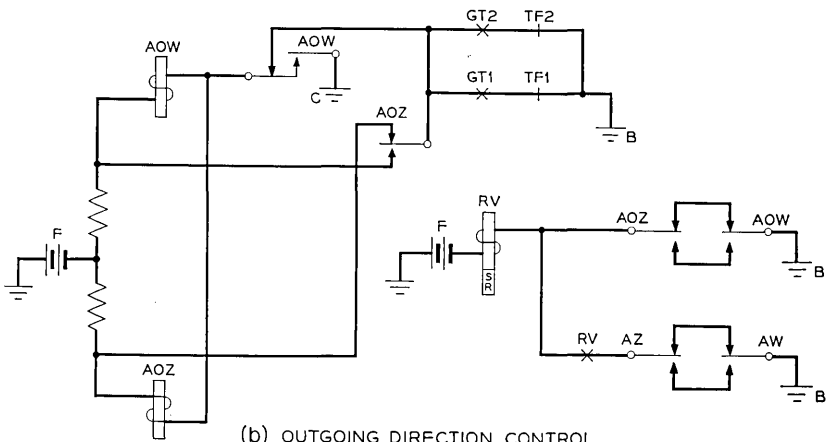 GT2 TF2
AOW AOW
GT1 TF1
C AOZ
B
RV
F F AOZ AOW
S
R
B
RV AZ AW
AOZ
B
(b) OUTGOING DIRECTION CONTROL